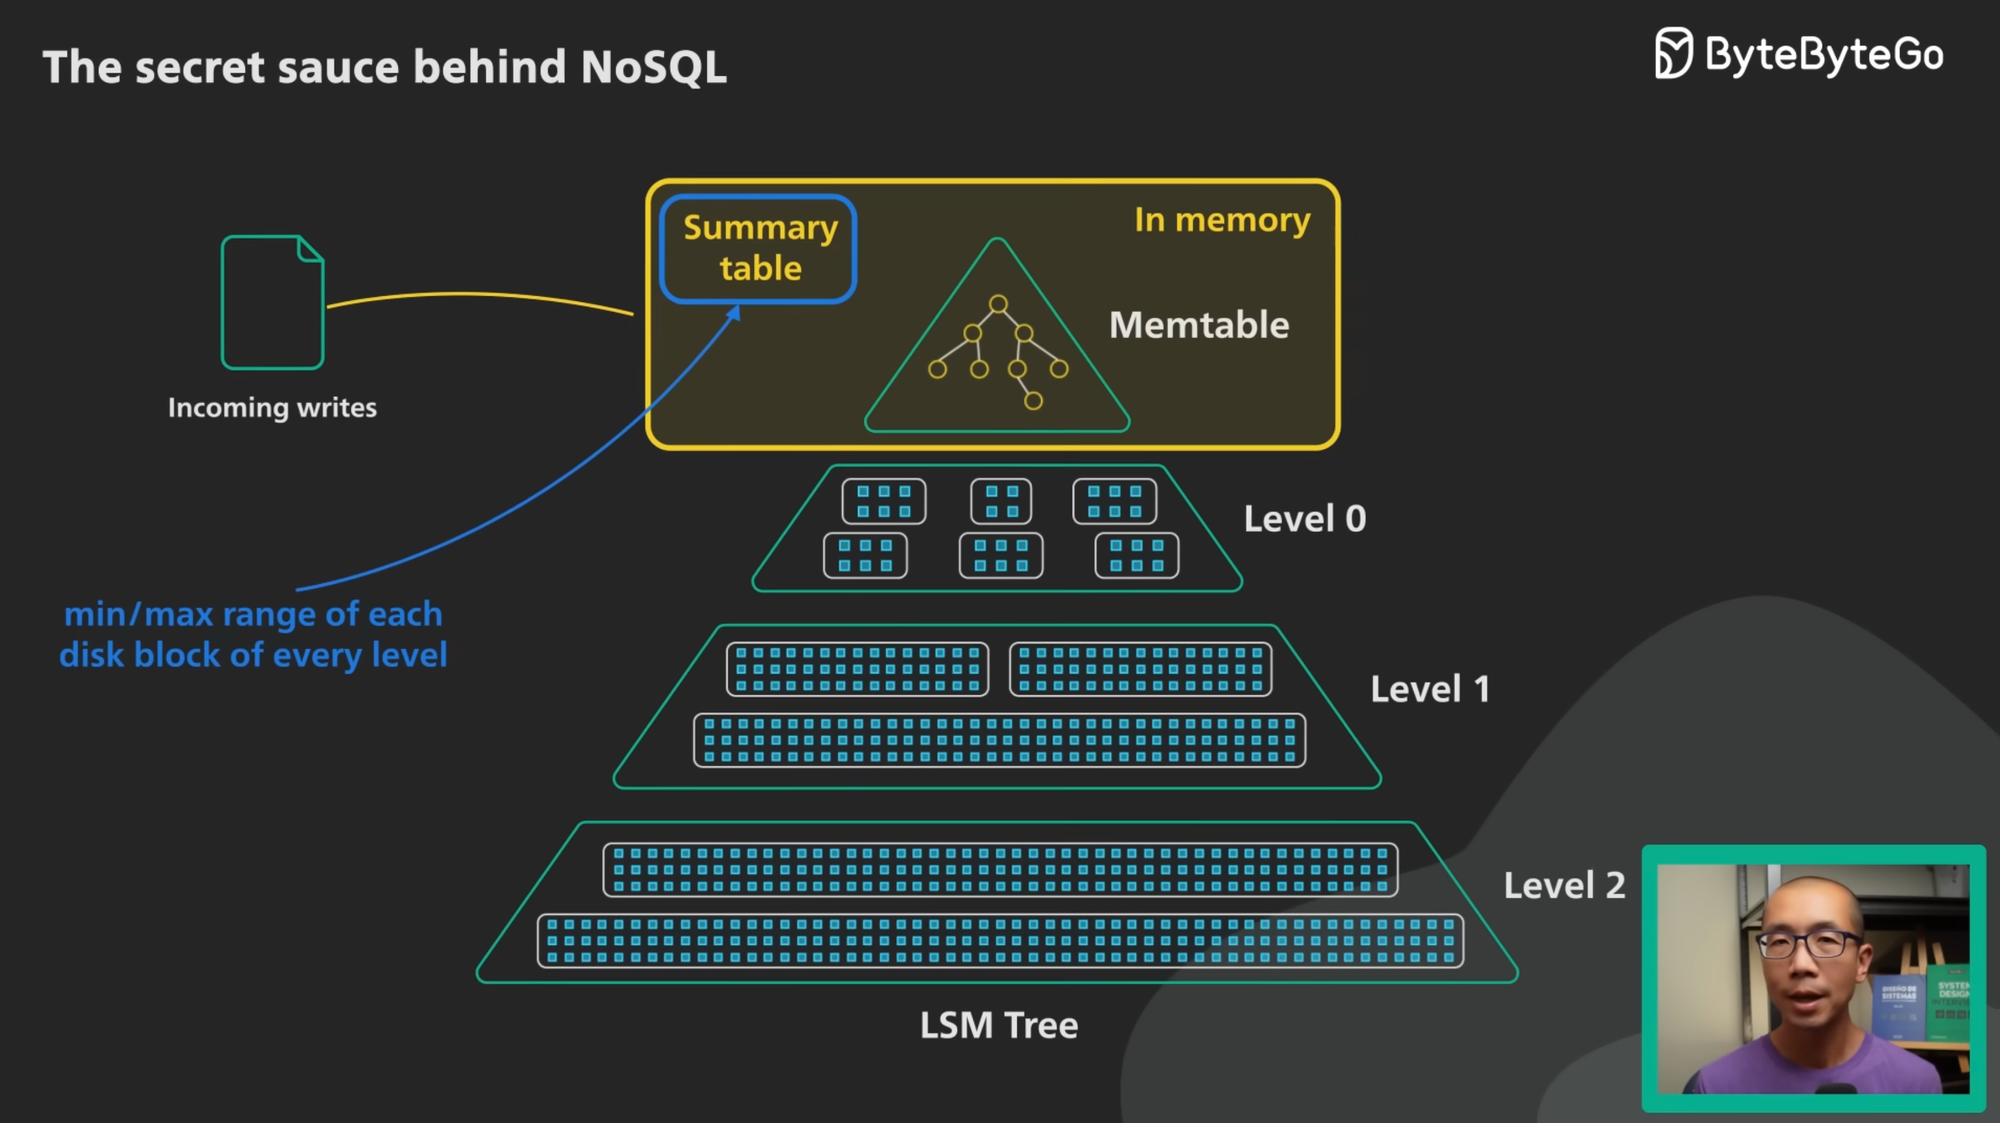 The secret sauce behind NoSQL
ByteByteGo
Summary
table
In memory
Memtable
Incoming writes
Level 0
min/max range of each
disk block of every level
Level 1
Level 2
LSM Tree
DISEÑO DE
SISTEMAS
SYSTEM
DESIGN